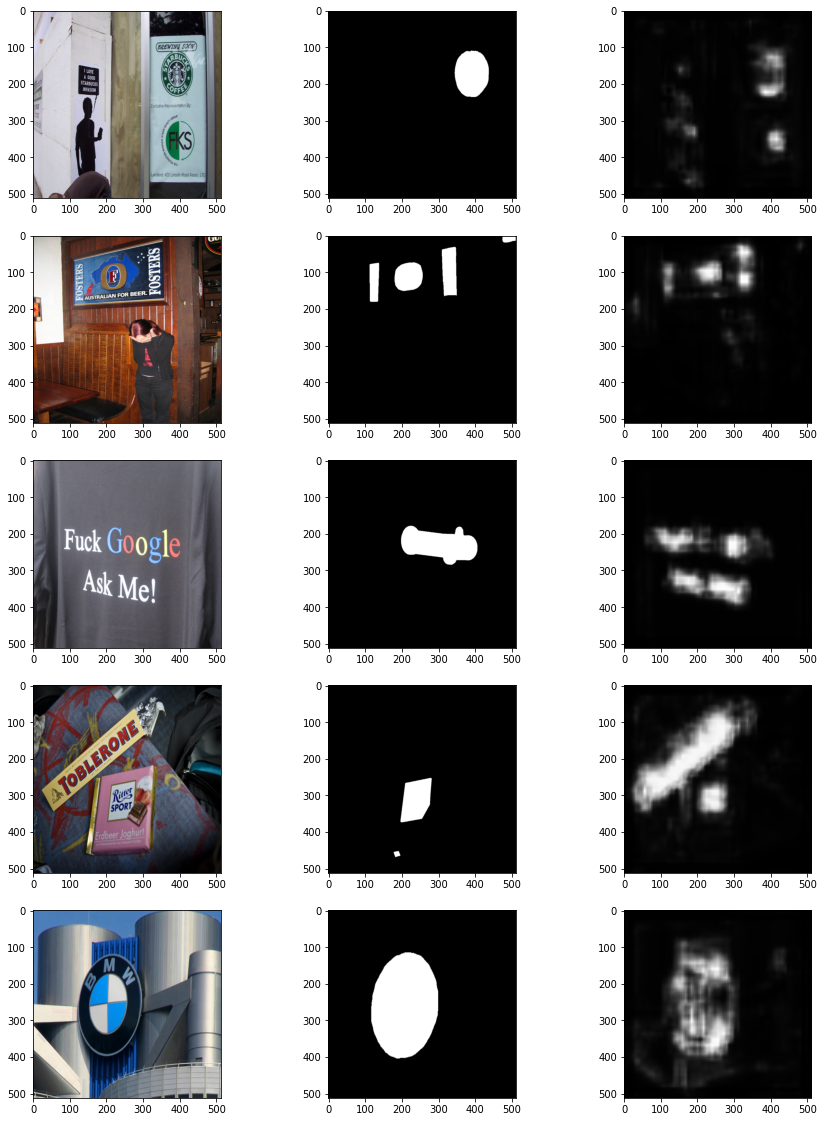 0 0 0
100 100 100
200 200 200
300 300 300
400 400 400
500 500 500
I LOVE
A GOOD
STARBUCKS
STARBUCKS
COFFEE
FKS
0 100 200 300 400 500 0 100 200 300 400 500 0 100 200 300 400 500
0 0 0
100 100 100
200 200 200
300 300 300
400 400 400
500 500 500
FOSTERS
F
FOSTERS
AUSTRALIAN FOR BEER.
0 100 200 300 400 500 0 100 200 300 400 500 0 100 200 300 400 500
0 0 0
100 100 100
200 200 200
300 300 300
400 400 400
500 500 500
Fuck Google
Ask Me!
0 100 200 300 400 500 0 100 200 300 400 500 0 100 200 300 400 500
0 0 0
100 100 100
200 200 200
300 300 300
400 400 400
500 500 500
TOBLERONE
Ritter
SPORT
Erdbeer Joghurt
0 100 200 300 400 500 0 100 200 300 400 500 0 100 200 300 400 500
0 0 0
100 100 100
200 200 200
300 300 300
400 400 400
500 500 500
BMW
0 100 200 300 400 500 0 100 200 300 400 500 0 100 200 300 400 500